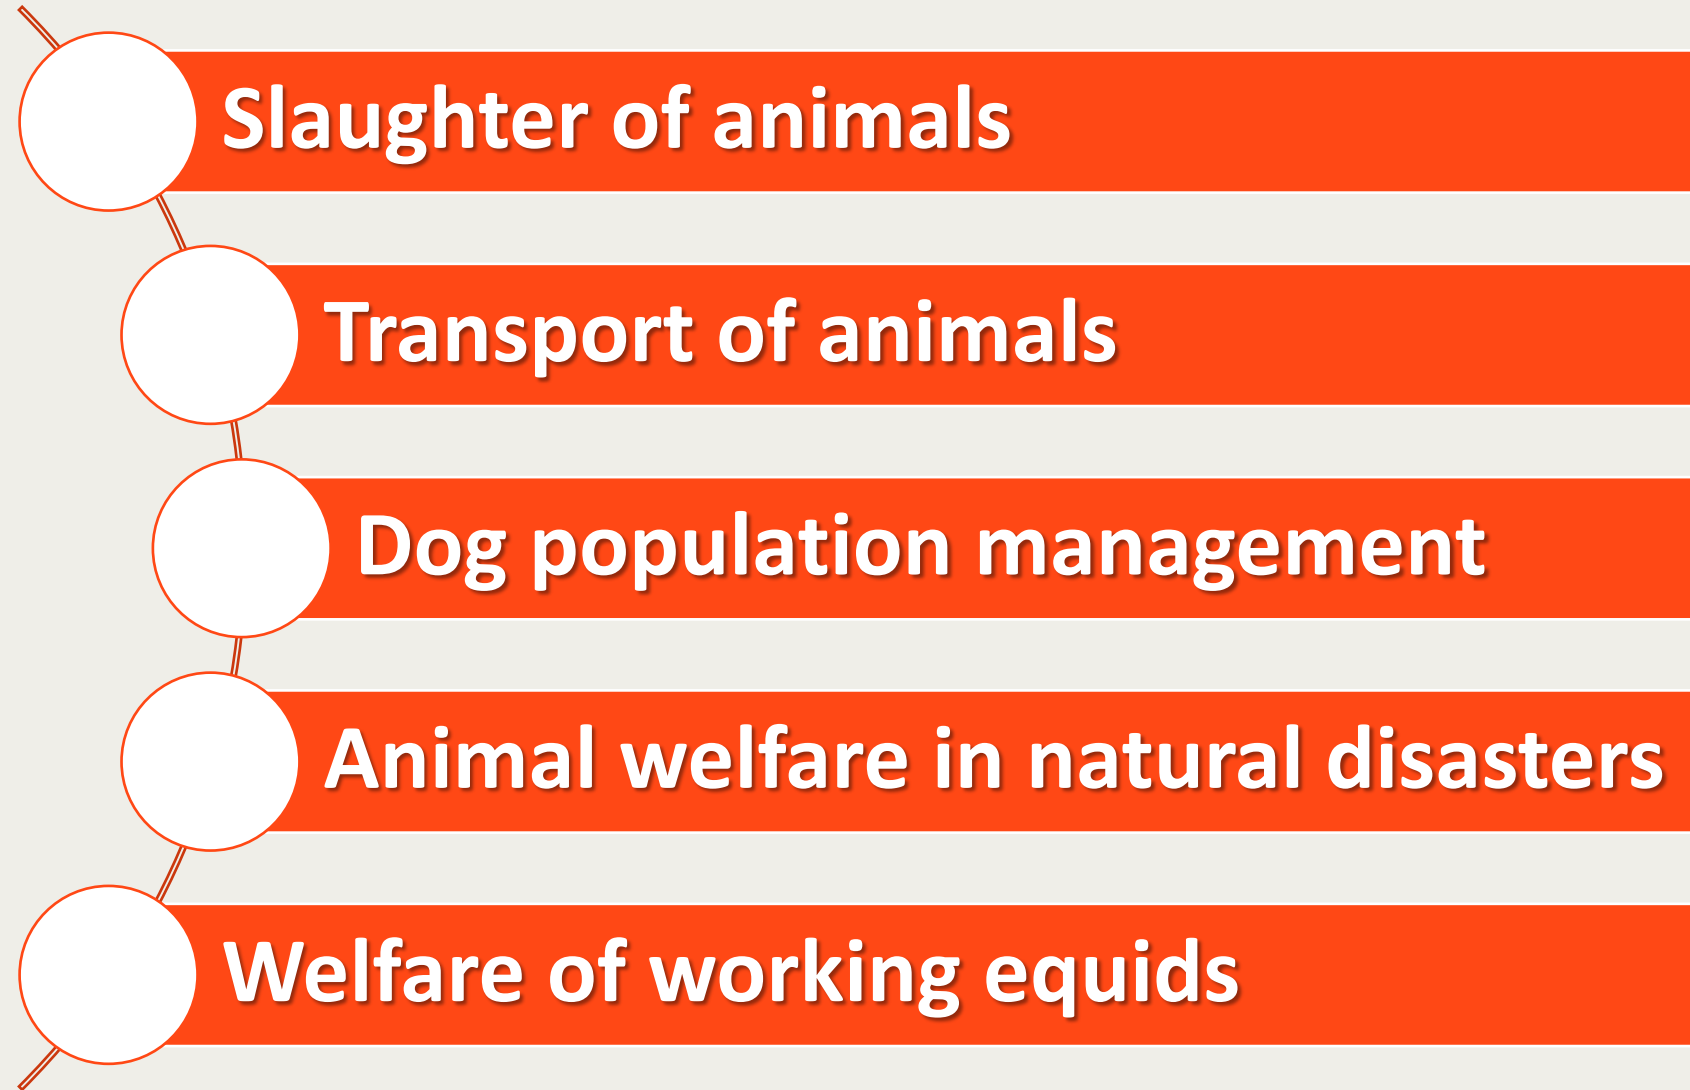 Slaughter of animals
Transport of animals
Dog population management
Animal welfare in natural disasters
Welfare of working equids